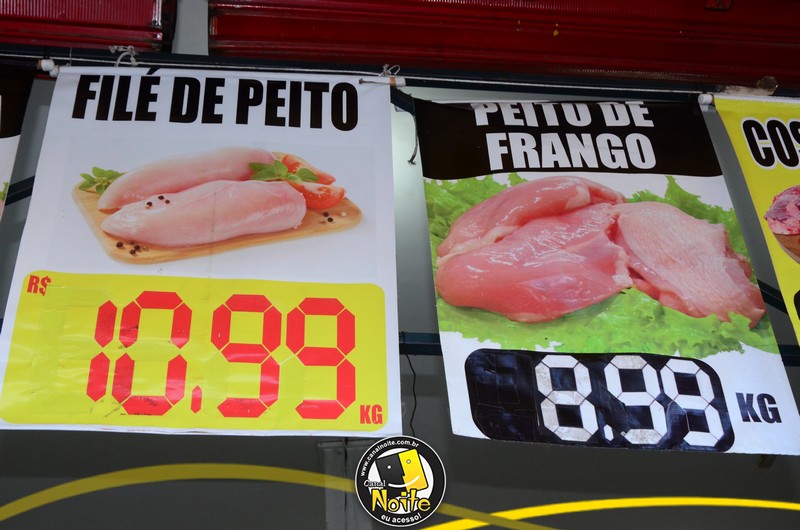 FILÉ DE PEITO
R$
10.99
KG
PEITO DE
FRANGO
8.99
KG
COS
www.canalnoite.com.br
Canal
Noite
eu acesso!